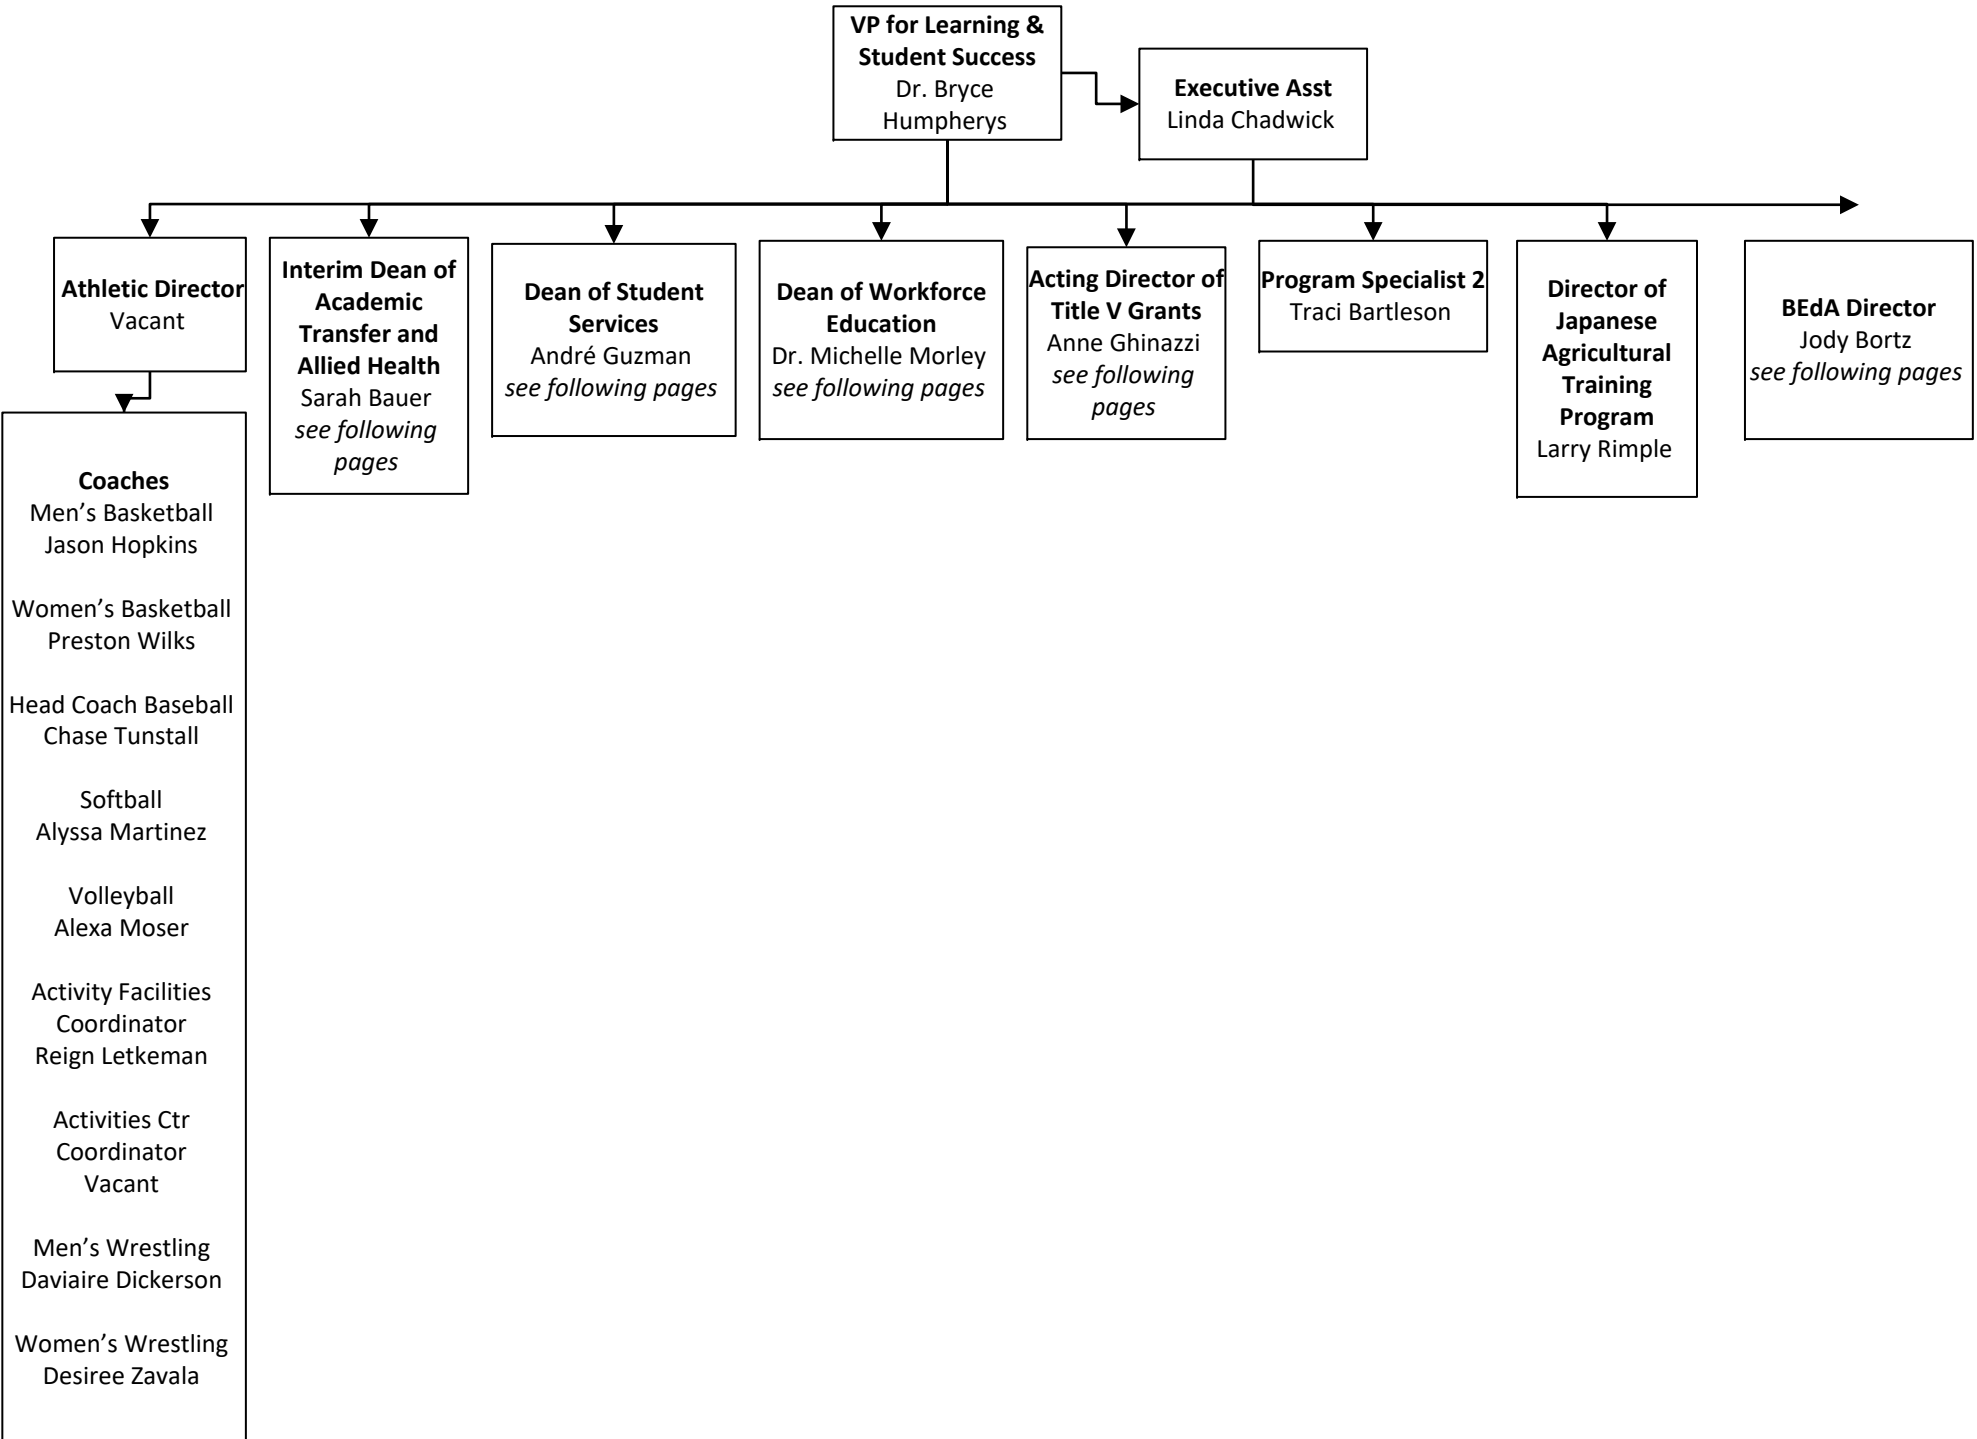 VP for Learning &
Student Success
Dr. Bryce
Humpherys
Executive Asst
Linda Chadwick
Athletic Director
Vacant
Interim Dean of
Academic
Transfer and
Allied Health
Sarah Bauer
see following
pages
Dean of Student
Services
André Guzman
see following pages
Dean of Workforce
Education
Dr. Michelle Morley
see following pages
Acting Director of
Title V Grants
Anne Ghinazzi
see following
pages
Program Specialist 2
Traci Bartleson
Director of
Japanese
Agricultural
Training
Program
Larry Rimple
BEdA Director
Jody Bortz
see following pages
Coaches
Men’s Basketball
Jason Hopkins
Women’s Basketball
Preston Wilks
Head Coach Baseball
Chase Tunstall
Softball
Alyssa Martinez
Volleyball
Alexa Moser
Activity Facilities
Coordinator
Reign Letkeman
Activities Ctr
Coordinator
Vacant
Men’s Wrestling
Daviaire Dickerson
Women’s Wrestling
Desiree Zavala